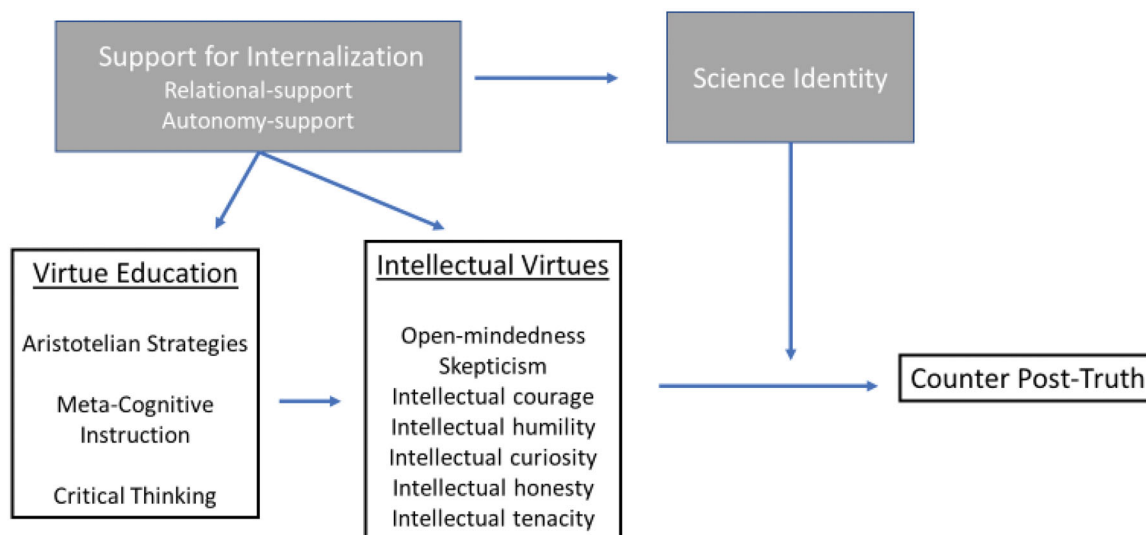 Support for Internalization
Relational-support
Autonomy-support
Science Identity
Virtue Education
Aristotelian Strategies
Meta-Cognitive
Instruction
Critical Thinking
Intellectual Virtues
Open-mindedness
Skepticism
Intellectual courage
Intellectual humility
Intellectual curiosity
Intellectual honesty
Intellectual tenacity
Counter Post-Truth